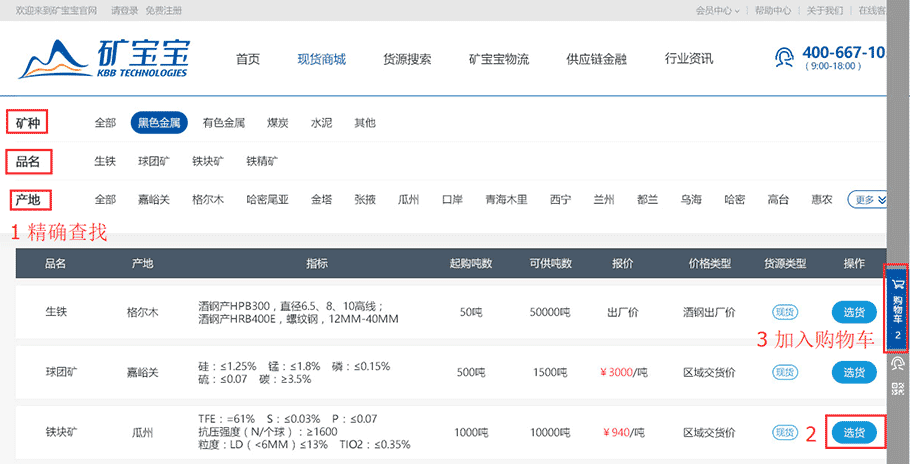 欢迎来到矿宝宝官网 请登录 免费注册 会员中心 帮助中心 关于我们 在线客
矿宝宝
KBB TECHNOLOGIES
首页 现货商城 货源搜索 矿宝宝物流 供应链金融 行业资讯
400-667-10
(9:00-18:00)
矿种 全部 黑色金属 有色金属 煤炭 水泥 其他
品名 生铁 球团矿 铁块矿 铁精矿
产地 全部 嘉峪关 格尔木 哈密尾亚 金塔 张掖 瓜州 口岸 青海木里 西宁 兰州 都兰 乌海 哈密 高台 惠农 更多
1 精确查找
品名 产地 指标 起购吨数 可供吨数 报价 价格类型 货源类型 操作
生铁 格尔木 酒钢产HPB300，直径6.5、8、10高线；
酒钢产HRB400E，螺纹钢，12MM-40MM
50吨 50000吨 出厂价 酒钢出厂价 现货 选货
购物车 2
3 加入购物车
球团矿 嘉峪关 硅：≤1.25% 锰：≤1.8% 磷：≤0.15%
硫：≤0.07 碳：≥3.5%
500吨 1500吨 ¥3000/吨 区域交货价 现货 选货
铁块矿 瓜州 TFE：=61% S：≤0.03% P：≤0.07
抗压强度（N/个球）：≥1600
粒度：LD（<6MM）≤13% TIO2：≤0.35%
1000吨 10000吨 ¥940/吨 区域交货价 现货 2 选货